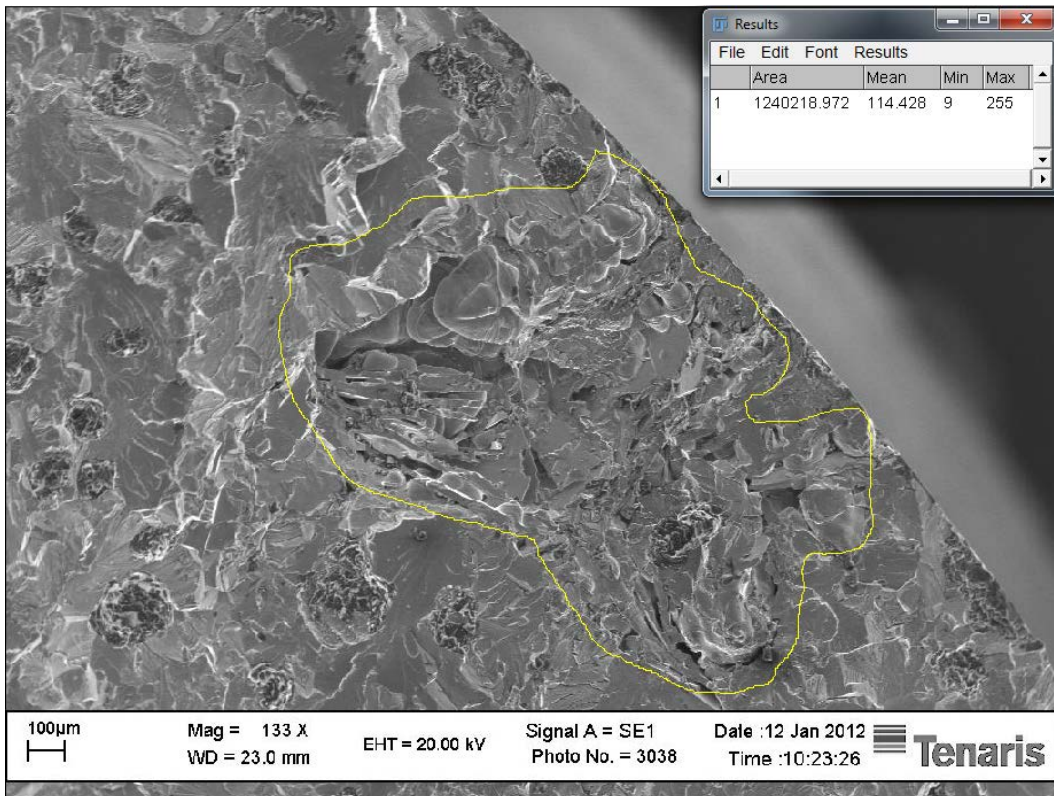 Results
File Edit Font Results
Area Mean Min Max
1 1240218.972 114.428 9 255
100µm
Mag = 133 X
WD = 23.0 mm
EHT = 20.00 kV
Signal A = SE1
Photo No. = 3038
Date :12 Jan 2012
Time :10:23:26
Tenaris